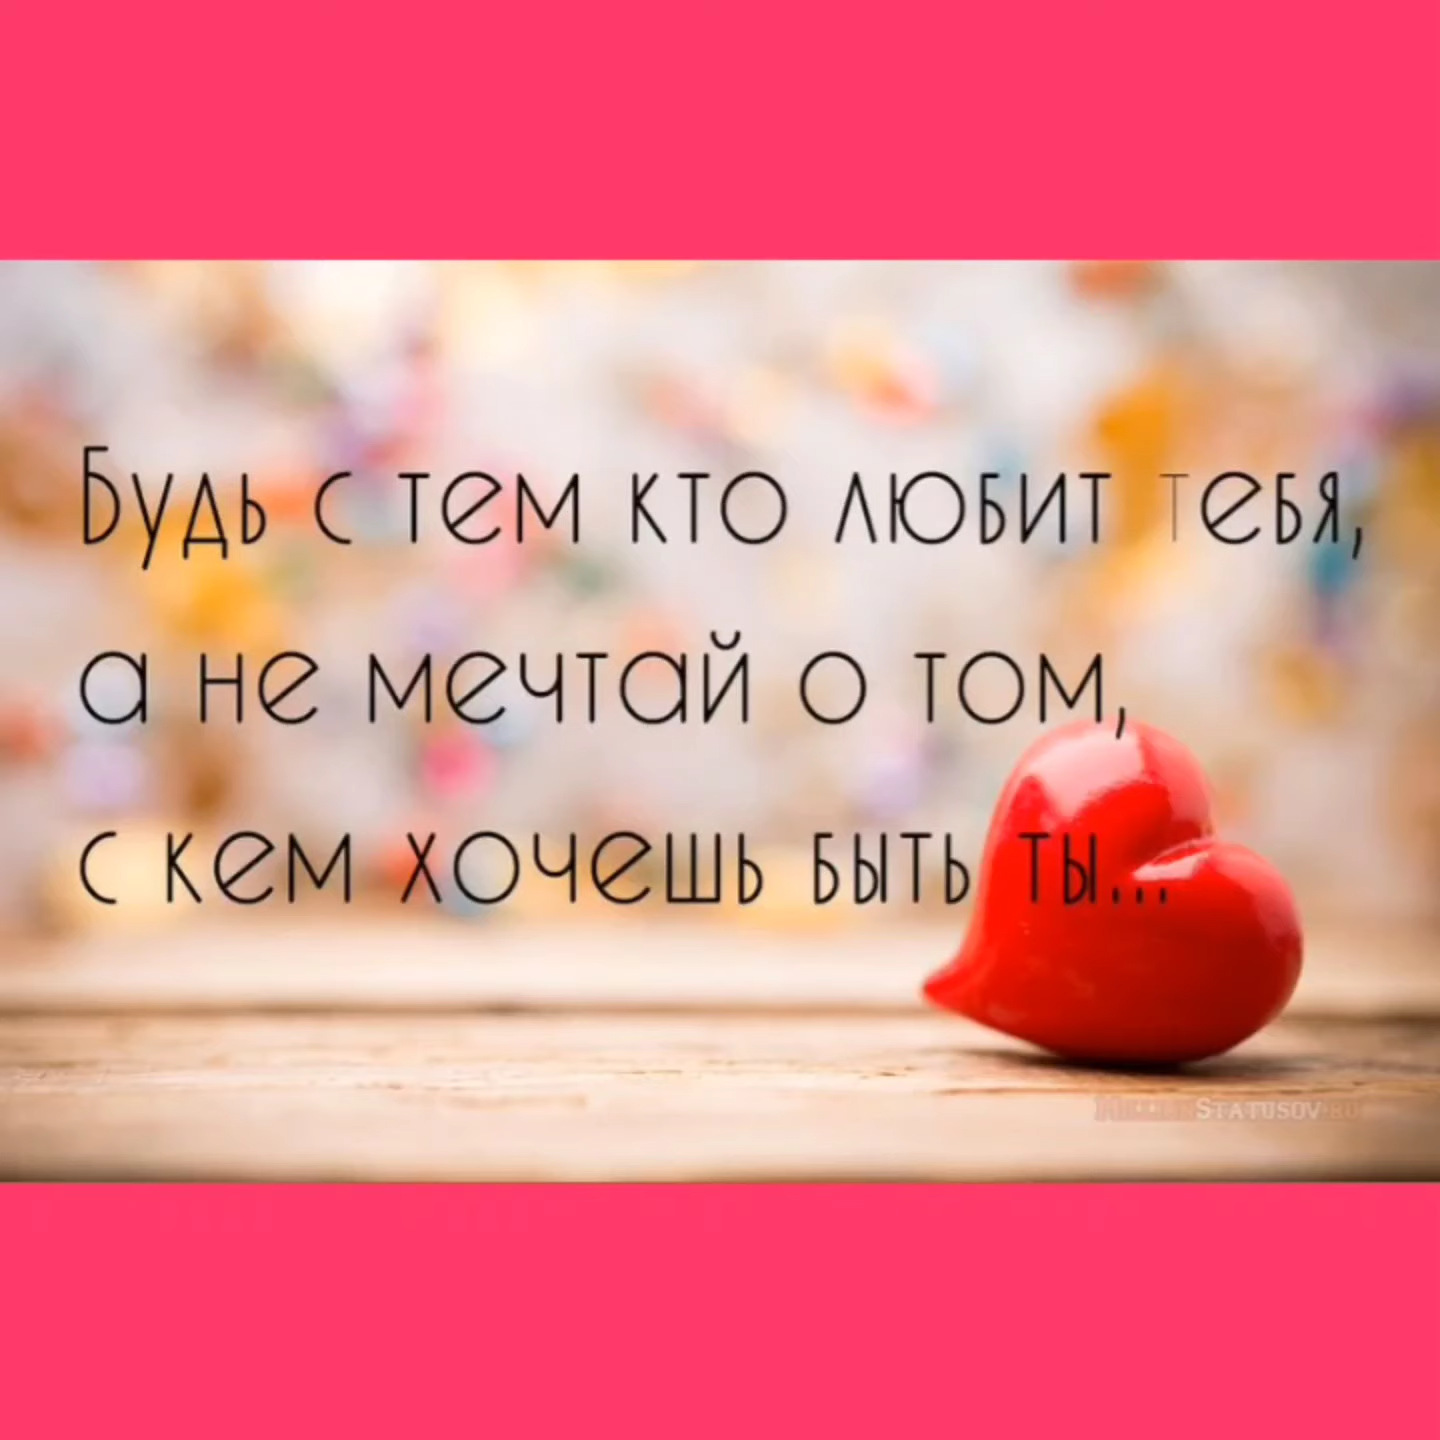 Будь с тем кто любит тебя,
а не мечтай о том,
с кем хочешь быть ты...